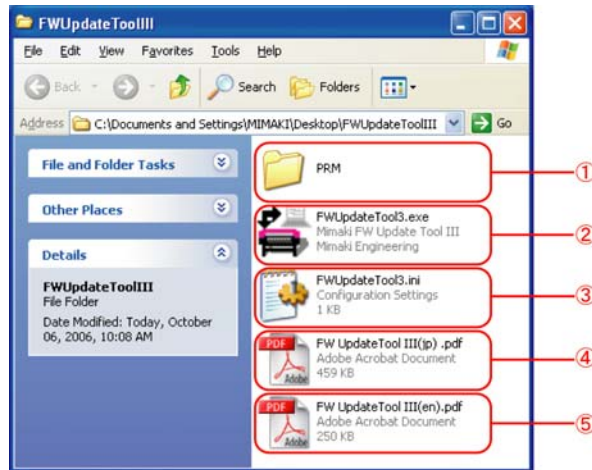 FWUpdateToolIII
File Edit View Favorites Tools Help
Back Search Folders
Address C:\Documents and Settings\MIMAKI\Desktop\FWUpdateToolIII Go
File and Folder Tasks
Other Places
Details
FWUpdateToolIII
File Folder
Date Modified: Today, October
06, 2006, 10:08 AM
PRM
①
FWUpdateTool3.exe
Mimaki FW Update Tool III
Mimaki Engineering
②
FWUpdateTool3.ini
Configuration Settings
1 KB
③
PDF
Adobe
FW UpdateTool III(jp) .pdf
Adobe Acrobat Document
459 KB
④
PDF
Adobe
FW UpdateTool III(en).pdf
Adobe Acrobat Document
250 KB
⑤